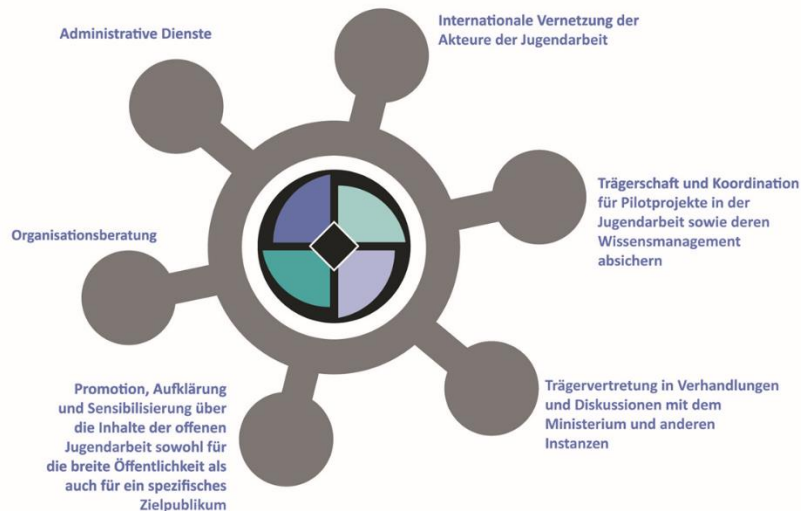 Administrative Dienste
Internationale Vernetzung der
Akteure der Jugendarbeit
Trägerschaft und Koordination
für Pilotprojekte in der
Jugendarbeit sowie deren
Wissensmanagement
absichern
Organisationsberatung
Trägervertretung in Verhandlungen
und Diskussionen mit dem
Ministerium und anderen
Instanzen
Promotion, Aufklärung
und Sensibilisierung über
die Inhalte der offenen
Jugendarbeit sowohl für
die breite Öffentlichkeit als
auch für ein spezifisches
Zielpublikum